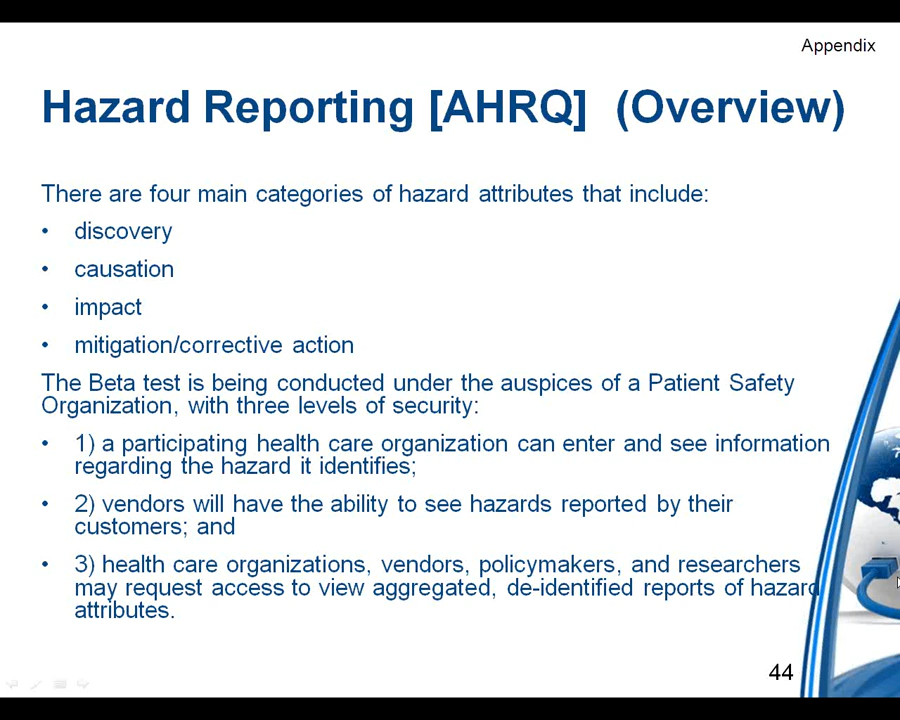 Appendix
Hazard Reporting [AHRQ]  (Overview)
There are four main categories of hazard attributes that include:
• discovery
• causation
• impact
• mitigation/corrective action
The Beta test is being conducted under the auspices of a Patient Safety
Organization, with three levels of security:
• 1) a participating health care organization can enter and see information
regarding the hazard it identifies;
• 2) vendors will have the ability to see hazards reported by their
customers; and
• 3) health care organizations, vendors, policymakers, and researchers
may request access to view aggregated, de-identified reports of hazard
attributes.
44